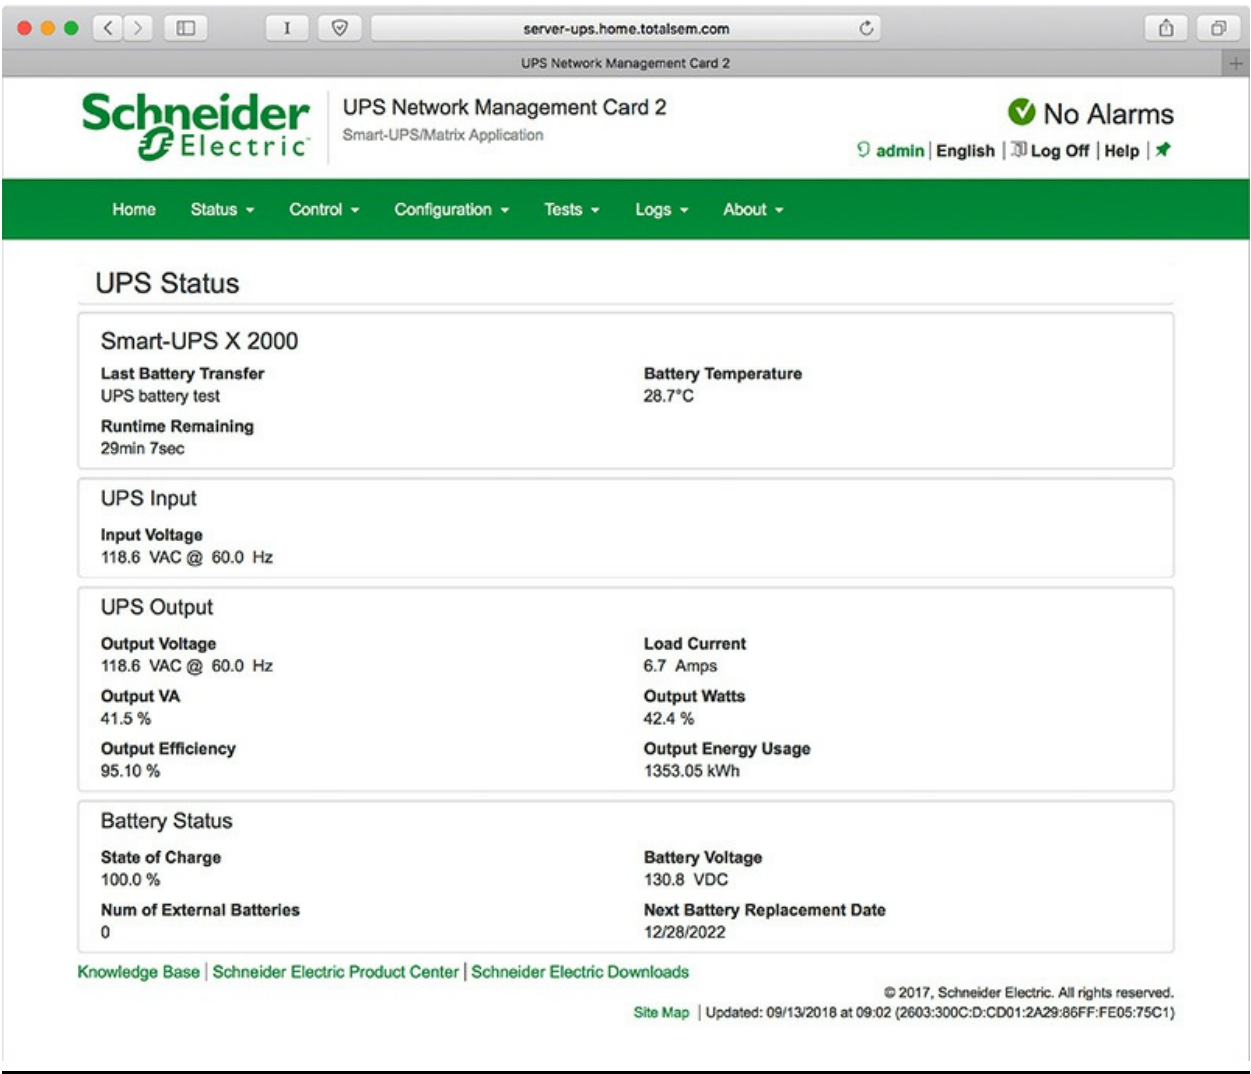 server-ups.home.totalsem.com
UPS Network Management Card 2
Schneider Electric
UPS Network Management Card 2
Smart-UPS/Matrix Application
No Alarms
admin | English | Log Off | Help |
Home Status Control Configuration Tests Logs About
UPS Status
Smart-UPS X 2000
Last Battery Transfer
UPS battery test
Battery Temperature
28.7°C
Runtime Remaining
29min 7sec
UPS Input
Input Voltage
118.6 VAC @ 60.0 Hz
UPS Output
Output Voltage
118.6 VAC @ 60.0 Hz
Load Current
6.7 Amps
Output VA
41.5 %
Output Watts
42.4 %
Output Efficiency
95.10 %
Output Energy Usage
1353.05 kWh
Battery Status
State of Charge
100.0 %
Battery Voltage
130.8 VDC
Num of External Batteries
0
Next Battery Replacement Date
12/28/2022
Knowledge Base | Schneider Electric Product Center | Schneider Electric Downloads
© 2017, Schneider Electric. All rights reserved.
Site Map | Updated: 09/13/2018 at 09:02 (2603:300C:D:CD01:2A29:86FF:FE05:75C1)